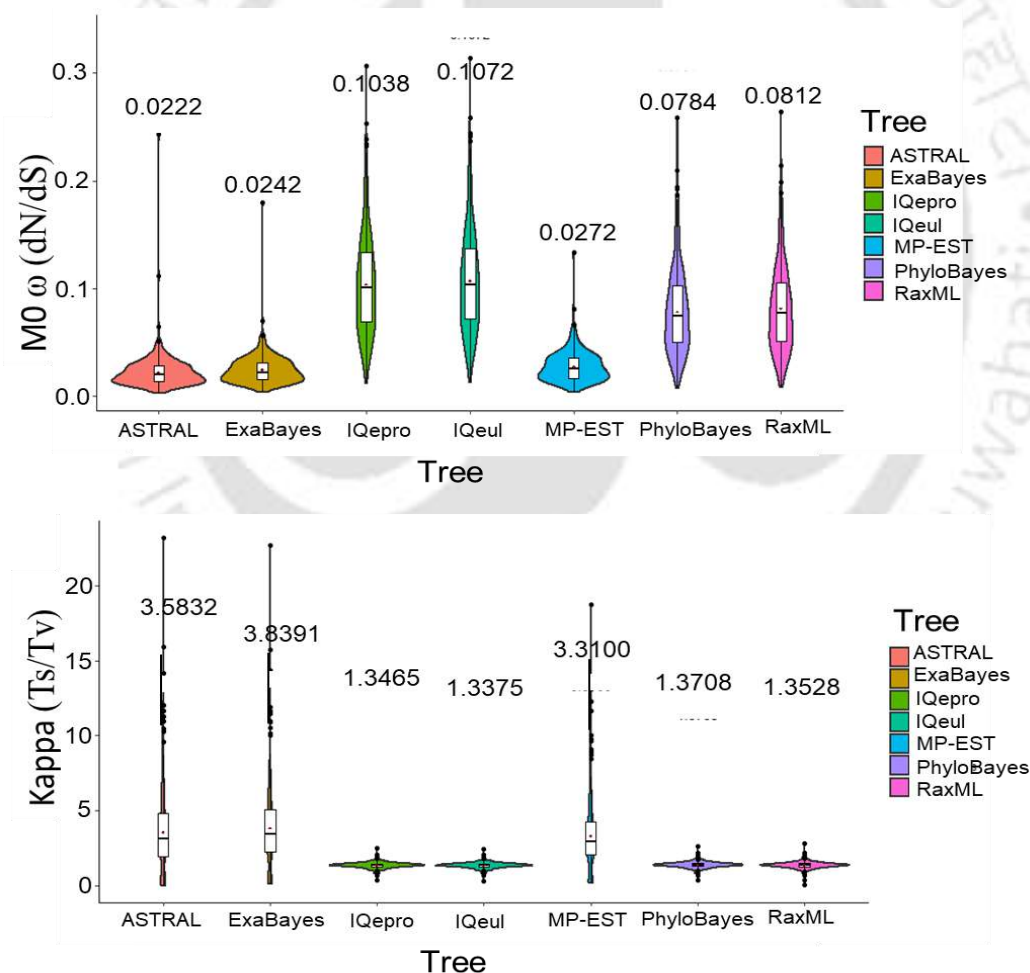 0.1038
0.1072
0.0222
0.0784
0.0812
0.0242
0.0272
M0 ω (dN/dS)
0.3
0.2
0.1
0.0
ASTRAL ExaBayes IQepro IQeul MP-EST PhyloBayes RaxML
Tree
Tree
ASTRAL
ExaBayes
IQepro
IQeul
MP-EST
PhyloBayes
RaxML
3.5832
3.8391
1.3465
1.3375
3.3100
1.3708
1.3528
Kappa (Ts/Tv)
20
15
10
5
0
ASTRAL ExaBayes IQepro IQeul MP-EST PhyloBayes RaxML
Tree
Tree
ASTRAL
ExaBayes
IQepro
IQeul
MP-EST
PhyloBayes
RaxML